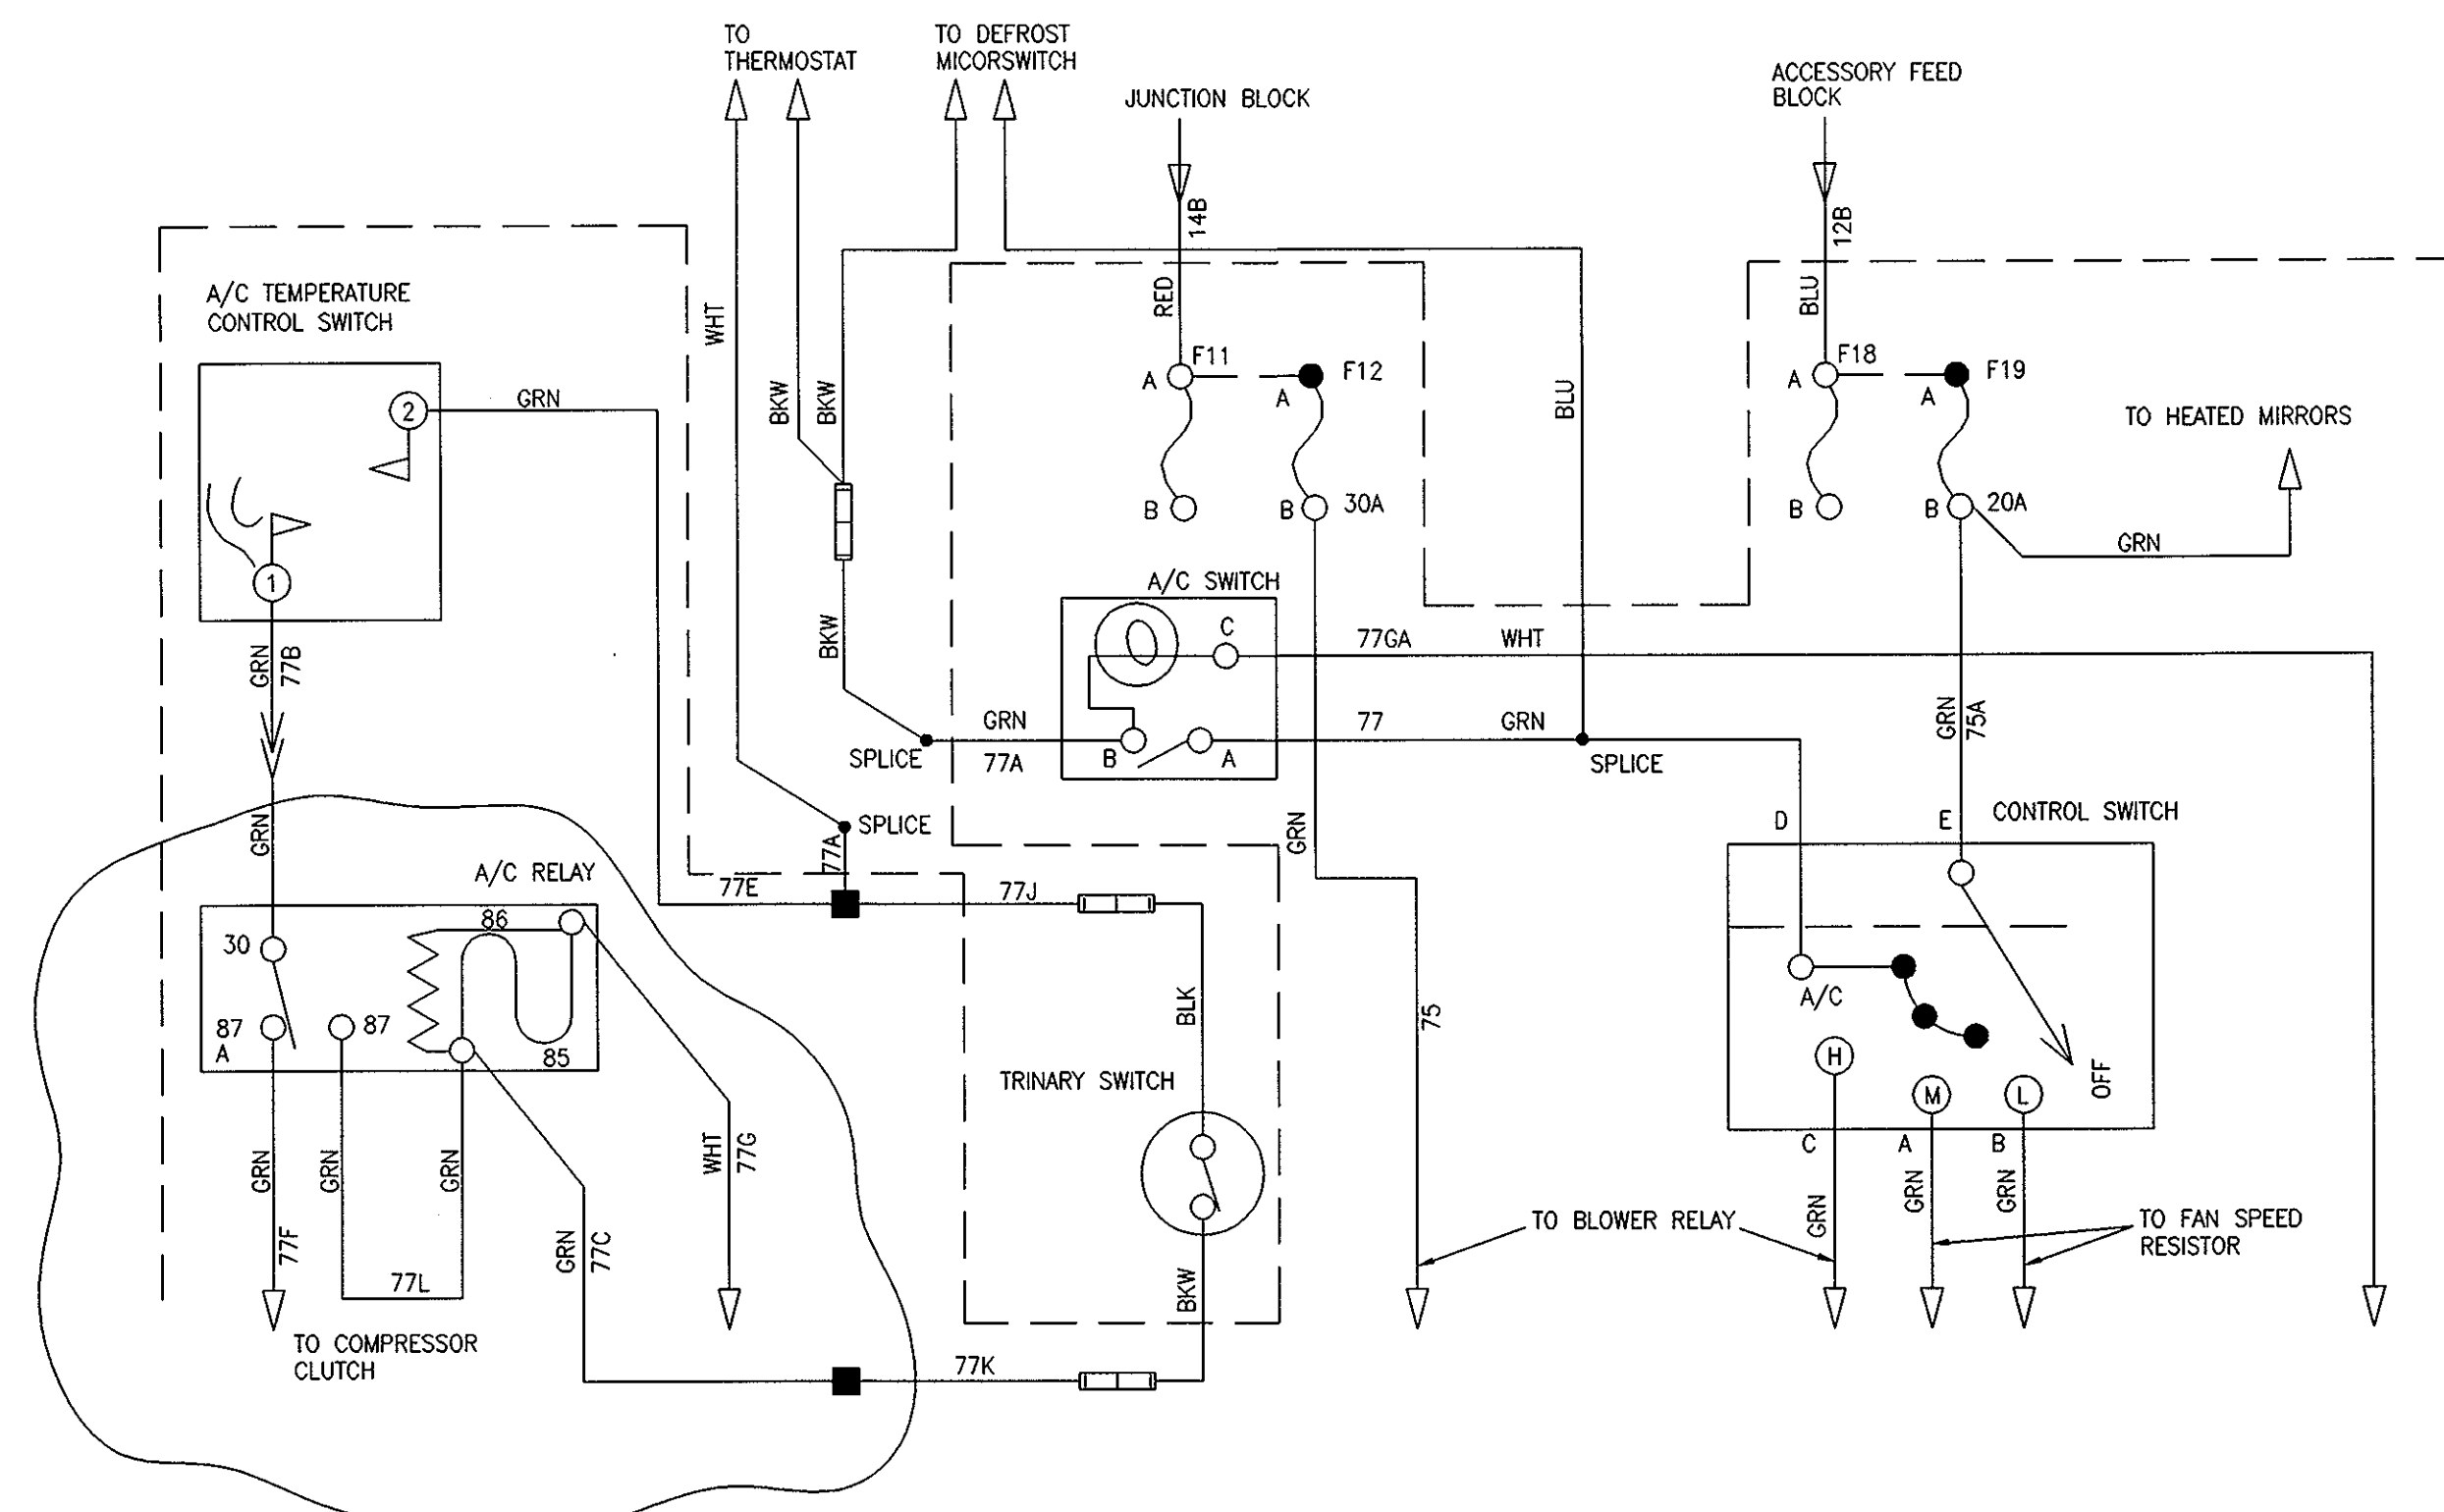 TO
THERMOSTAT
TO DEFROST
MICORSWITCH
JUNCTION BLOCK
ACCESSORY FEED
BLOCK
14B
12B
A/C TEMPERATURE
CONTROL SWITCH
WHT
RED
BLU
F11
F12
A
A
F18
F19
A
A
2
GRN
BKW
BKW
BLU
TO HEATED MIRRORS
B
B
30A
B
B
20A
GRN
1
A/C SWITCH
C
77GA
WHT
GRN
77B
BKW
GRN
77A
B
A
77
GRN
SPLICE
SPLICE
GRN
75A
GRN
SPLICE
77A
GRN
D
E
CONTROL SWITCH
A/C RELAY
77E
77J
86
30
87
A
87
85
BLK
75
A/C
H
M
L
OFF
TRINARY SWITCH
C
A
B
GRN
GRN
GRN
WHT
77G
GRN
GRN
GRN
77F
77L
GRN
77C
BKW
TO BLOWER RELAY
TO FAN SPEED
RESISTOR
TO COMPRESSOR
CLUTCH
77K